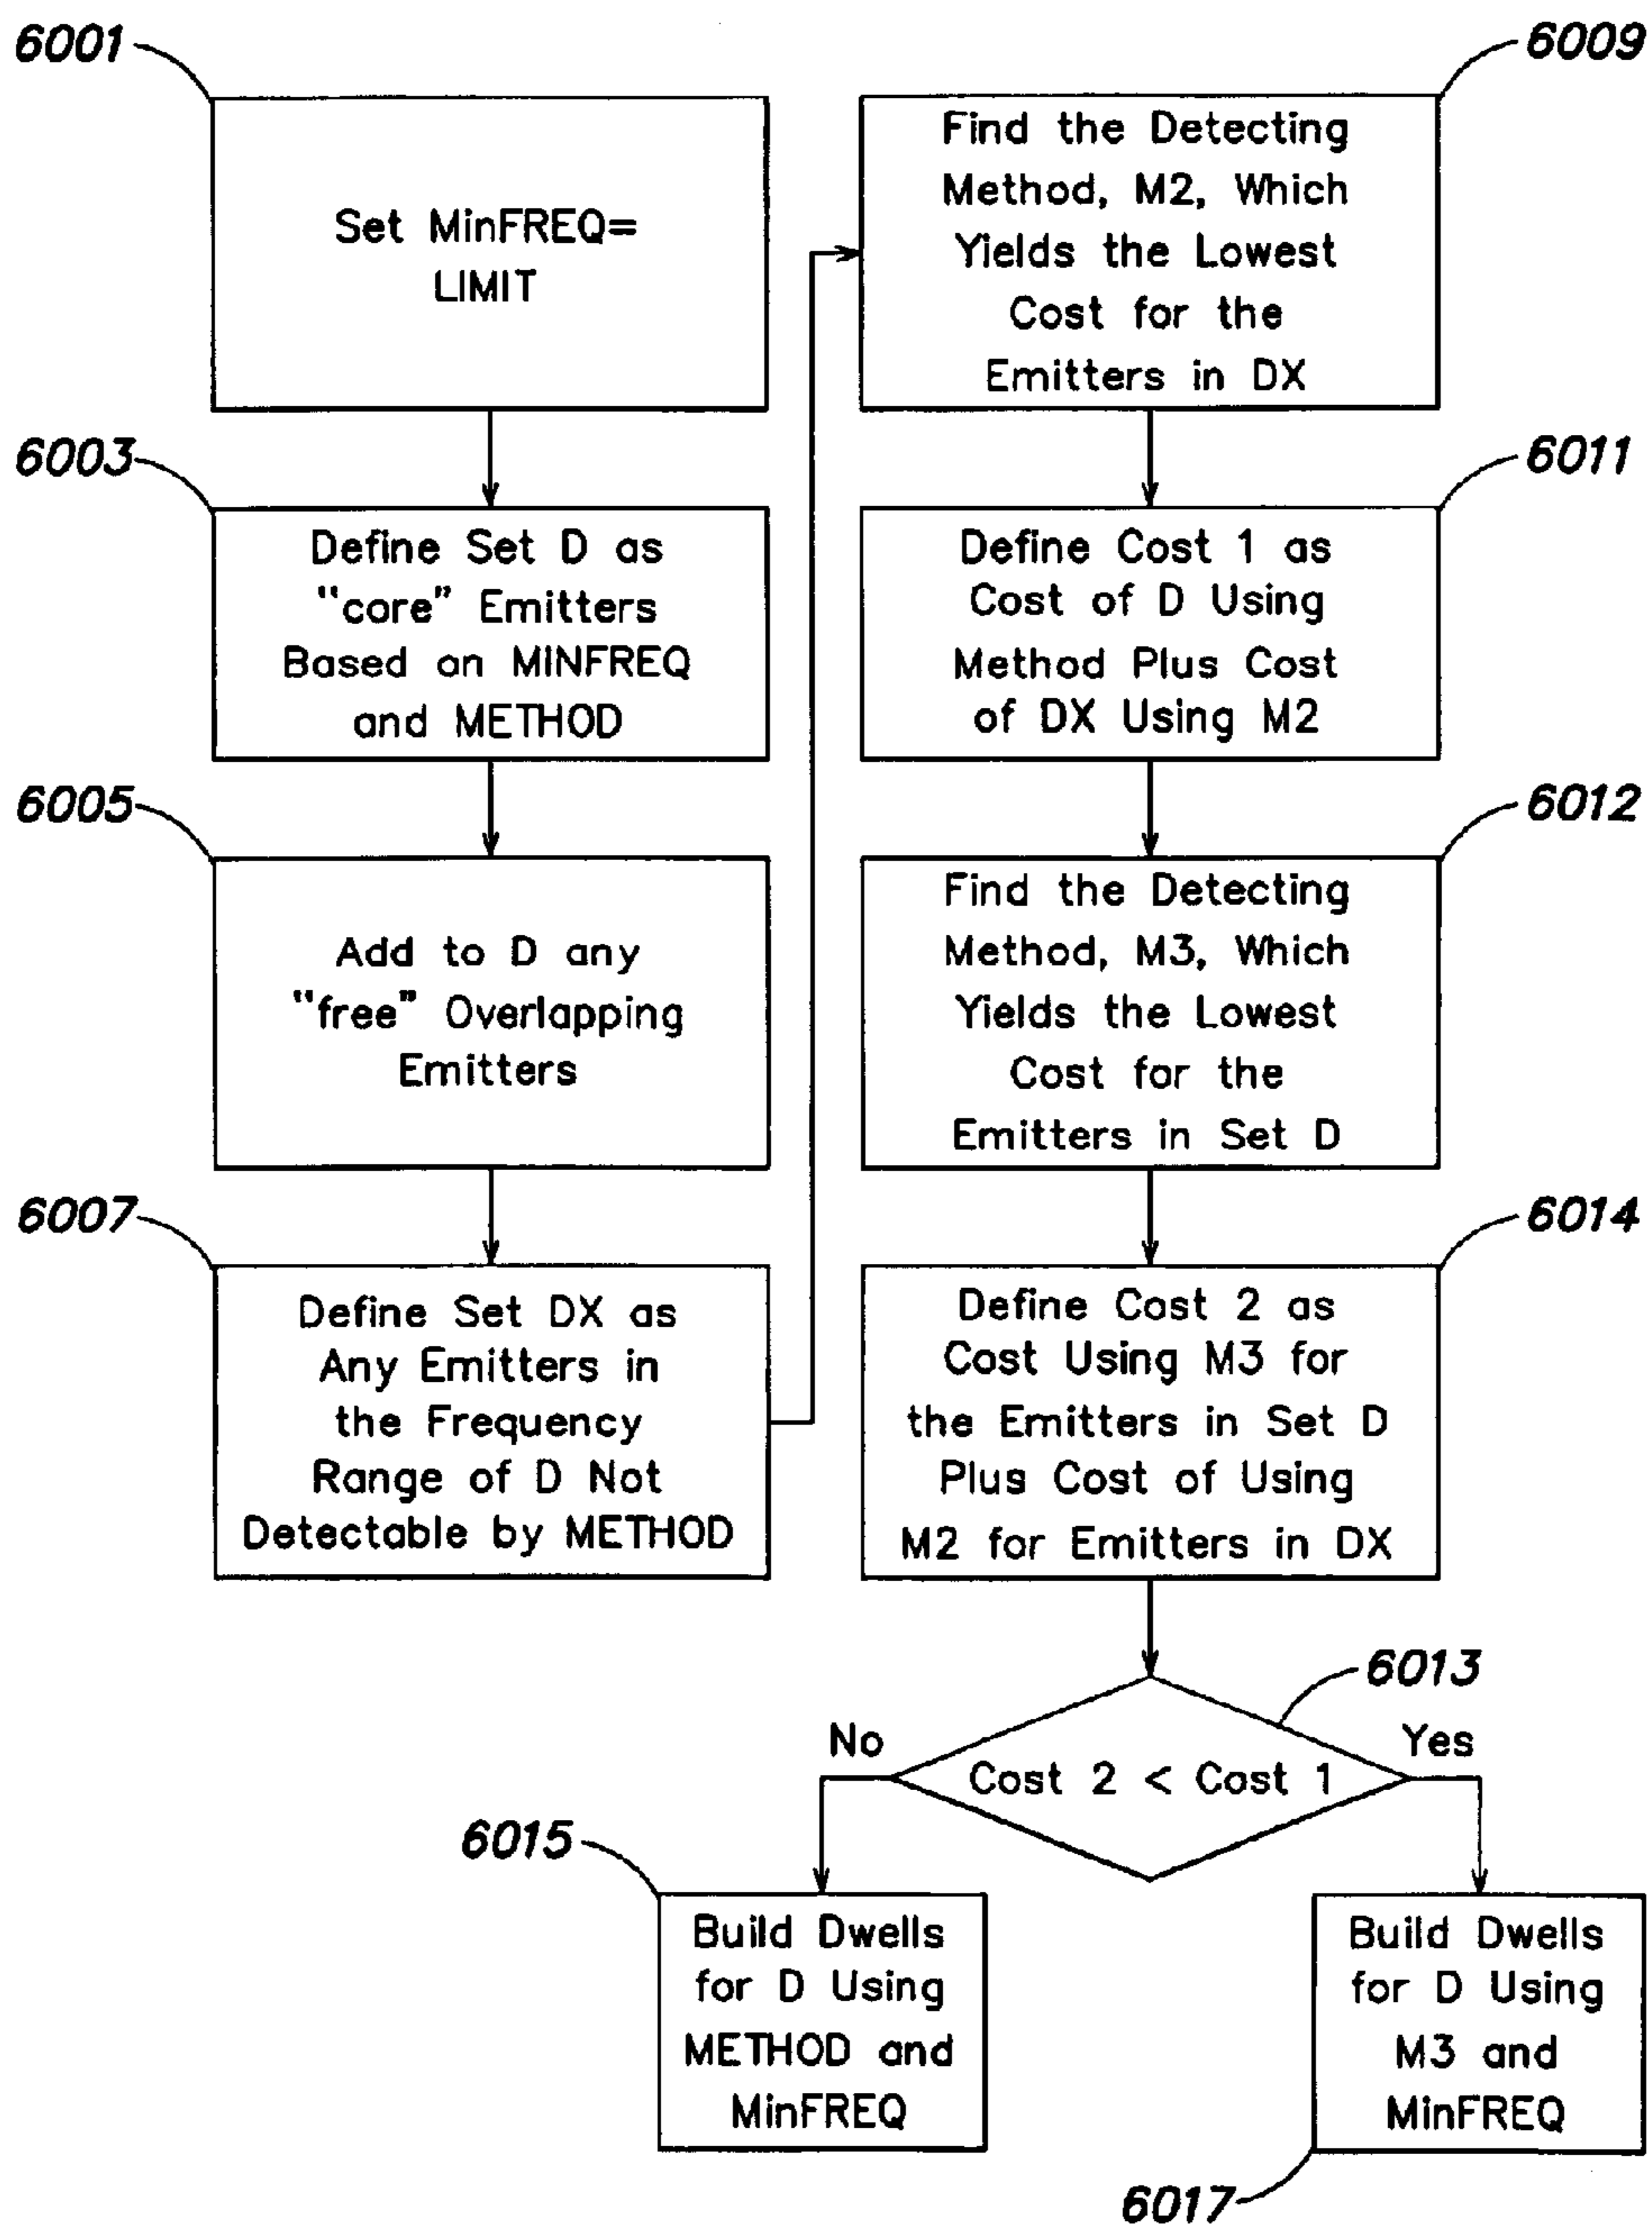 6001
Set MinFREQ=
LIMIT
6003
Define Set D as
"core" Emitters
Based on MINFREQ
and METHOD
6005
Add to D any
"free" Overlapping
Emitters
6007
Define Set DX as
Any Emitters in
the Frequency
Range of D Not
Detectable by METHOD
6009
Find the Detecting
Method, M2, Which
Yields the Lowest
Cost for the
Emitters in DX
6011
Define Cost 1 as
Cost of D Using
Method Plus Cost
of DX Using M2
6012
Find the Detecting
Method, M3, Which
Yields the Lowest
Cost for the
Emitters in Set D
6014
Define Cost 2 as
Cost Using M3 for
the Emitters in Set D
Plus Cost of Using
M2 for Emitters in DX
6013
No
Yes
Cost 2 < Cost 1
6015
Build Dwells
for D Using
METHOD and
MinFREQ
Build Dwells
for D Using
M3 and
MinFREQ
6017